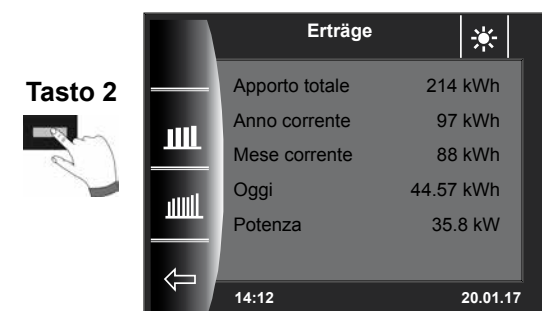 Erträge
Tasto 2
Apporto totale 214 kWh
Anno corrente 97 kWh
Mese corrente 88 kWh
Oggi 44.57 kWh
Potenza 35.8 kW
14:12 20.01.17